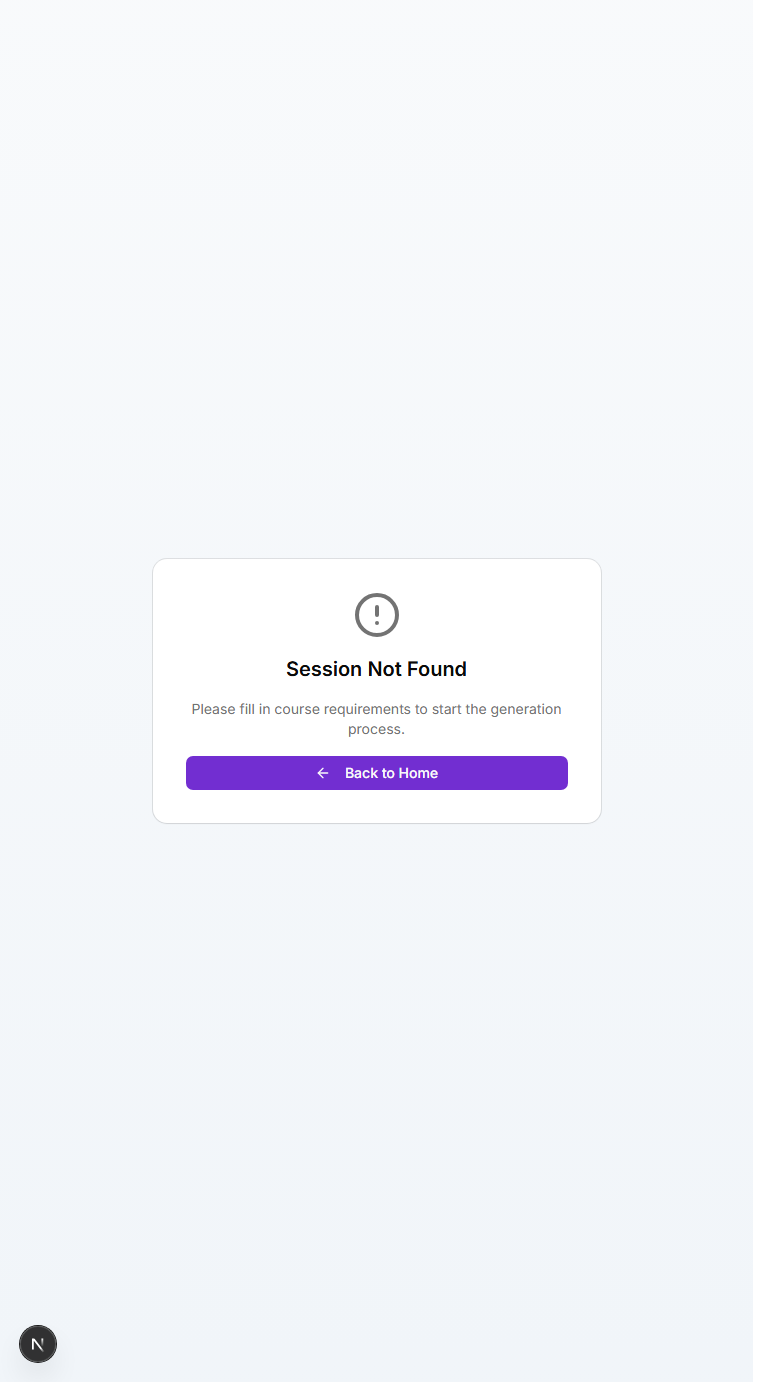 Session Not Found
Please fill in course requirements to start the generation
process.
Back to Home
N